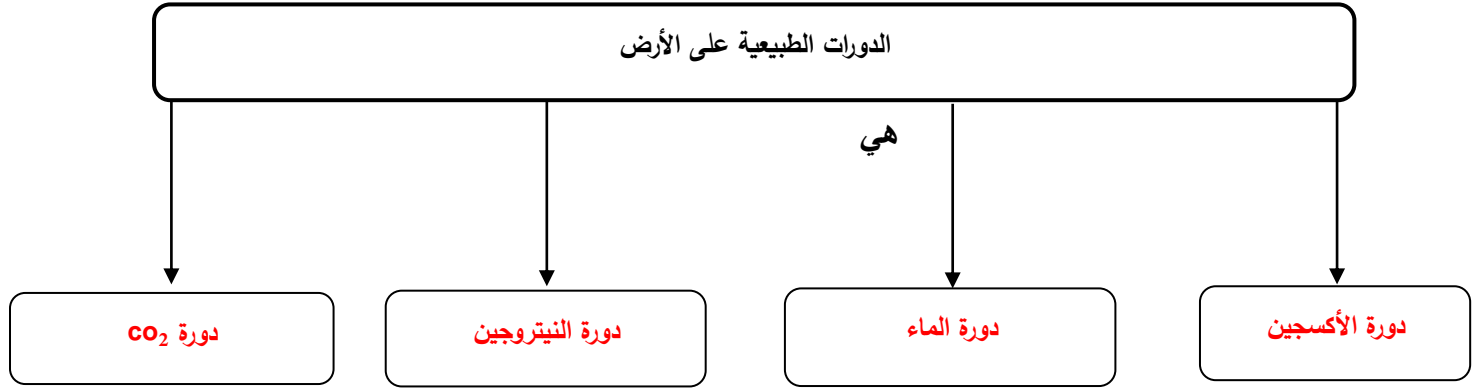 الدورات الطبيعية على الأرض
هي
دورة الأكسجين
دورة الماء
دورة النيتروجين
دورة co₂